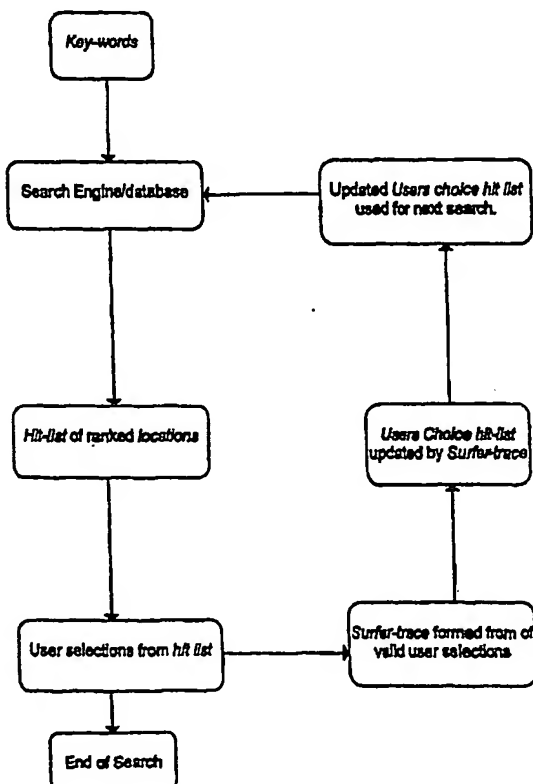 Key-words
Search Engine/database
Updated Users choice hit list
used for next search.
Hit-list of ranked locations
Users Choice hit-list
updated by Surfer-trace
User selections from hit list
Surfer-trace formed from of
valid user selections
End of Search